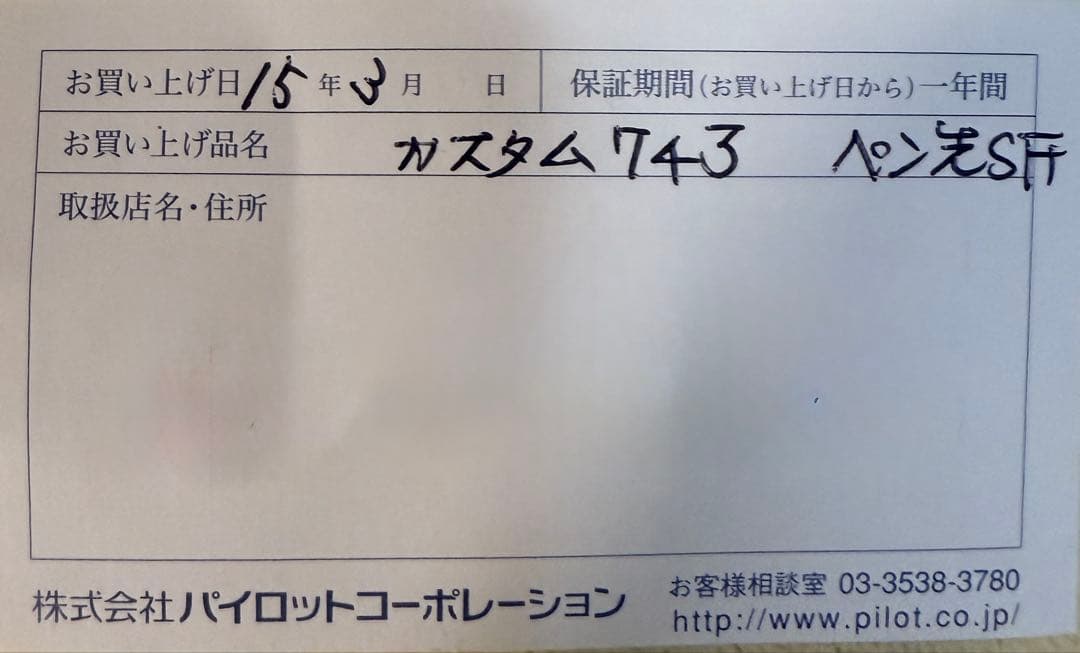 お買い上げ日 15 年 3 月 日 保証期間(お買い上げ日から)一年間
お買い上げ品名 カスタム 743 ペン先SF
取扱店名・住所
株式会社パイロットコーポレーション
お客様相談室 03-3538-3780
http://www.pilot.co.jp/